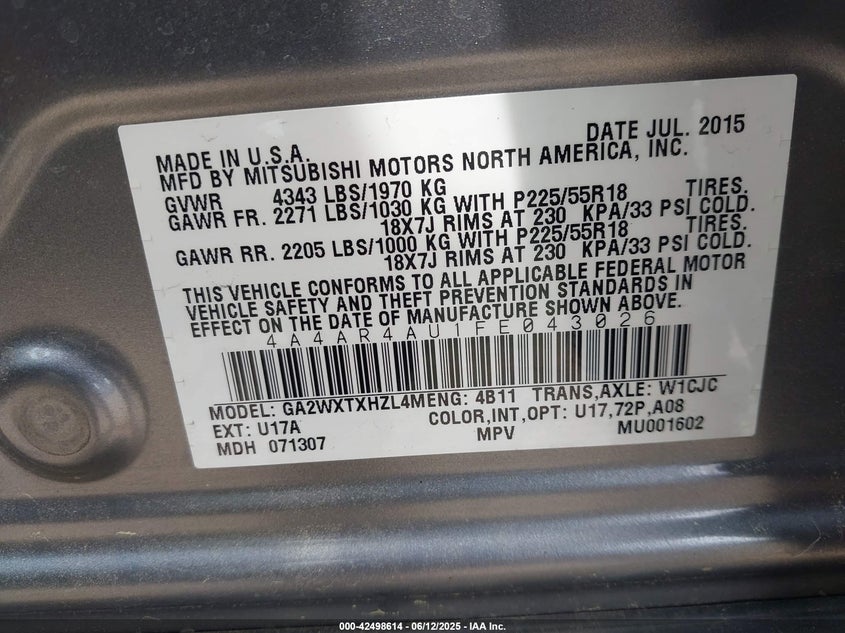 DATE JUL. 2015
MADE IN U.S.A.
MFD BY MITSUBISHI MOTORS NORTH AMERICA, INC.
GVWR 4343 LBS/1970 KG
GAWR FR. 2271 LBS/1030 KG WITH P225/55R18 TIRES.
18X7J RIMS AT 230 KPA/33 PSI COLD.
GAWR RR. 2205 LBS/1000 KG WITH P225/55R18 TIRES.
18X7J RIMS AT 230 KPA/33 PSI COLD.
THIS VEHICLE CONFORMS TO ALL APPLICABLE FEDERAL MOTOR
VEHICLE SAFETY AND THEFT PREVENTION STANDARDS IN
EFFECT ON THE DATE OF MANUFACTURE SHOWN ABOVE.
4A4AR4AU1FE043026
MODEL: GA2WXTXHZL4MENG: 4B11 TRANS,AXLE: W1CJC
EXT: U17A COLOR,INT,OPT: U17,72P,A08
MDH 071307 MPV MU001602
000-42498614 - 06/12/2025 - IAA Inc.